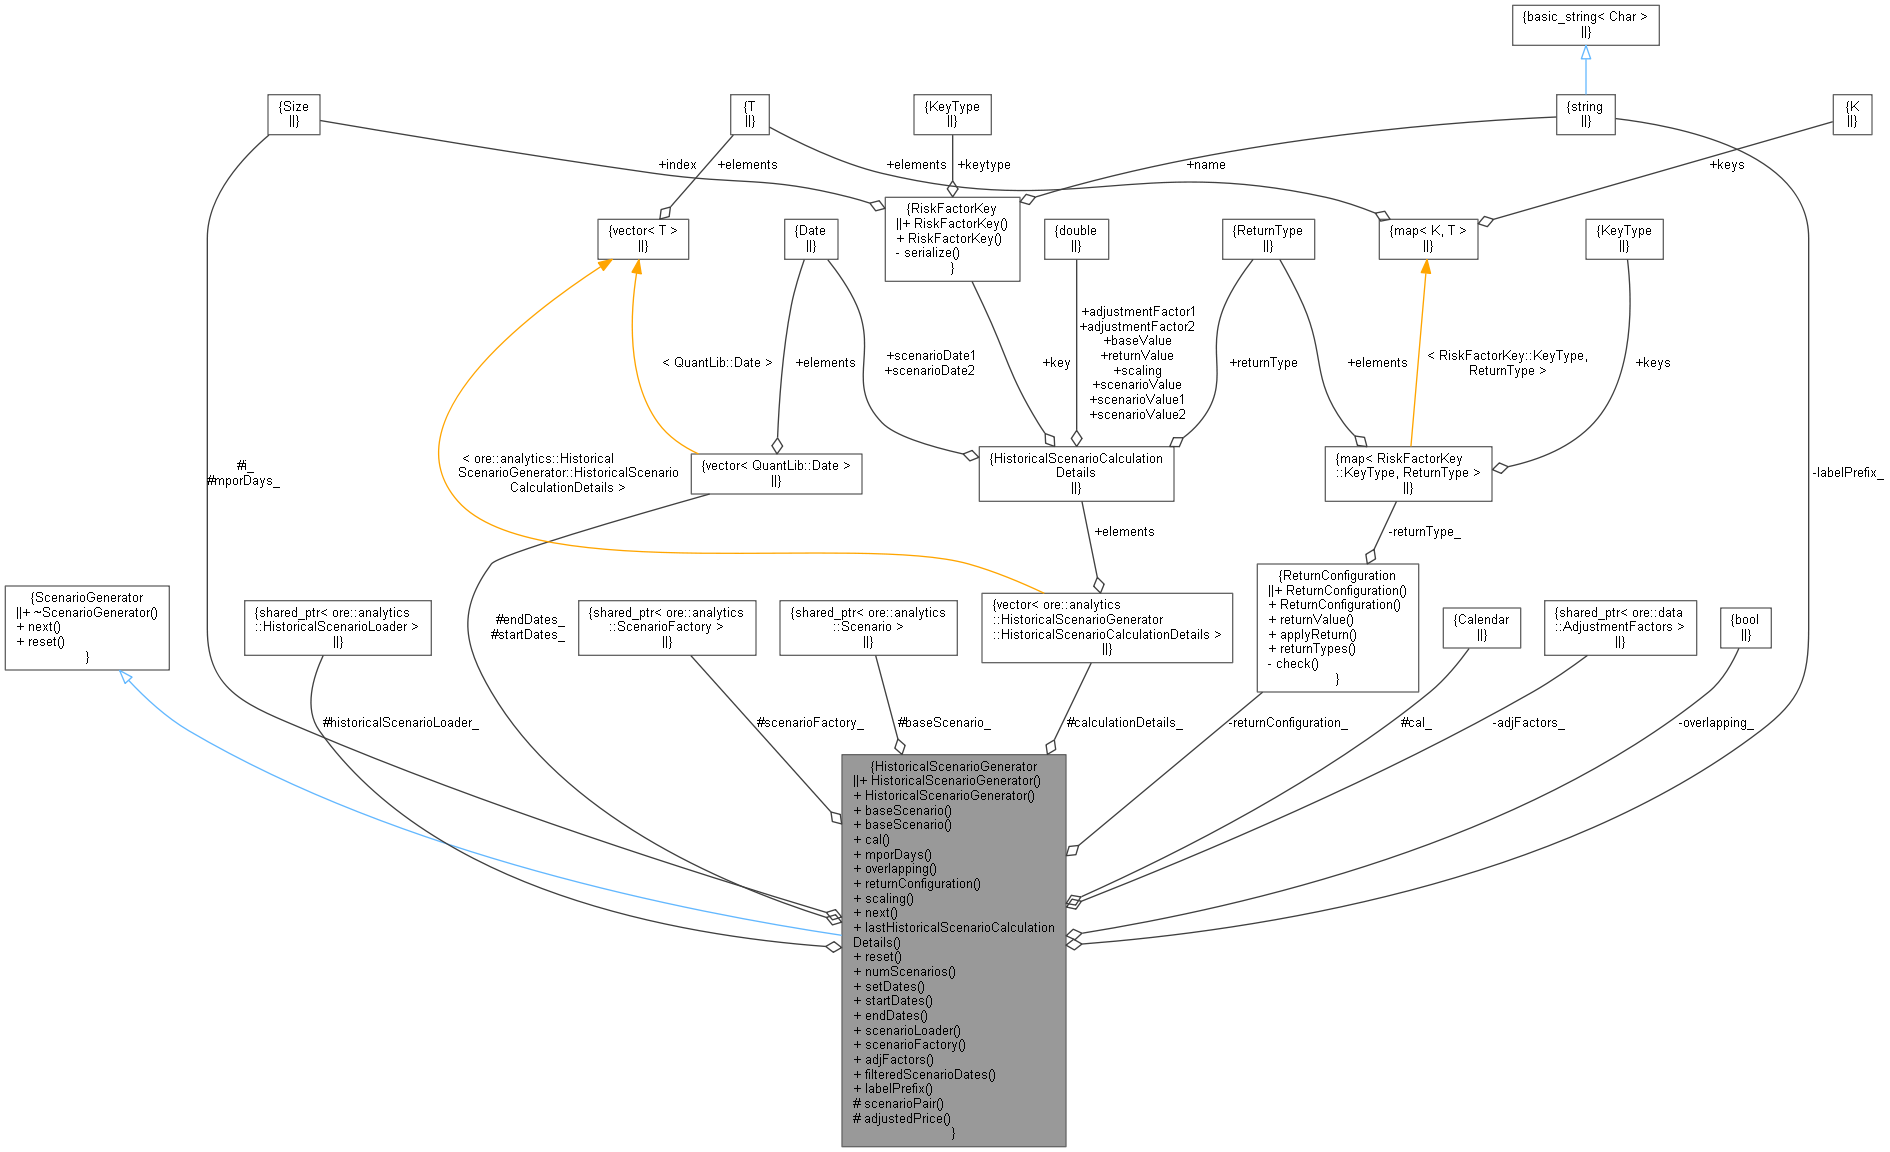 {basic_string< Char >
||}
{Size
||}
{T
||}
{KeyType
||}
{string
||}
{K
||}
+index
+elements
+elements
+keytype
+name
+keys
{vector< T >
||}
{Date
||}
{RiskFactorKey
||+ RiskFactorKey()
+ RiskFactorKey()
- serialize()
}
{double
||}
{ReturnType
||}
{map< K, T >
||}
{KeyType
||}
< QuantLib::Date >
+elements
+scenarioDate1
+scenarioDate2
+key
+adjustmentFactor1
+adjustmentFactor2
+baseValue
+returnValue
+scaling
+scenarioValue
+scenarioValue1
+scenarioValue2
+returnType
+elements
< RiskFactorKey::KeyType,
ReturnType >
+keys
#i_
#mporDays_
< ore::analytics::Historical
ScenarioGenerator::HistoricalScenario
CalculationDetails >
{vector< QuantLib::Date >
||}
{HistoricalScenarioCalculation
Details
||}
{map< RiskFactorKey
::KeyType, ReturnType >
||}
-labelPrefix_
+elements
-returnType_
{ScenarioGenerator
||+ ~ScenarioGenerator()
+ next()
+ reset()
}
{shared_ptr< ore::analytics
::HistoricalScenarioLoader >
||}
#endDates_
#startDates_
{shared_ptr< ore::analytics
::ScenarioFactory >
||}
{shared_ptr< ore::analytics
::Scenario >
||}
{vector< ore::analytics
::HistoricalScenarioGenerator
::HistoricalScenarioCalculationDetails >
||}
{ReturnConfiguration
||+ ReturnConfiguration()
+ ReturnConfiguration()
+ returnValue()
+ applyReturn()
+ returnTypes()
- check()
}
{Calendar
||}
{shared_ptr< ore::data
::AdjustmentFactors >
||}
{bool
||}
#historicalScenarioLoader_
#scenarioFactory_
#baseScenario_
#calculationDetails_
-returnConfiguration_
#cal_
-adjFactors_
-overlapping_
{HistoricalScenarioGenerator
||+ HistoricalScenarioGenerator()
+ HistoricalScenarioGenerator()
+ baseScenario()
+ baseScenario()
+ cal()
+ mporDays()
+ overlapping()
+ returnConfiguration()
+ scaling()
+ next()
+ lastHistoricalScenarioCalculation
Details()
+ reset()
+ numScenarios()
+ setDates()
+ startDates()
+ endDates()
+ scenarioLoader()
+ scenarioFactory()
+ adjFactors()
+ filteredScenarioDates()
+ labelPrefix()
# scenarioPair()
# adjustedPrice()
}